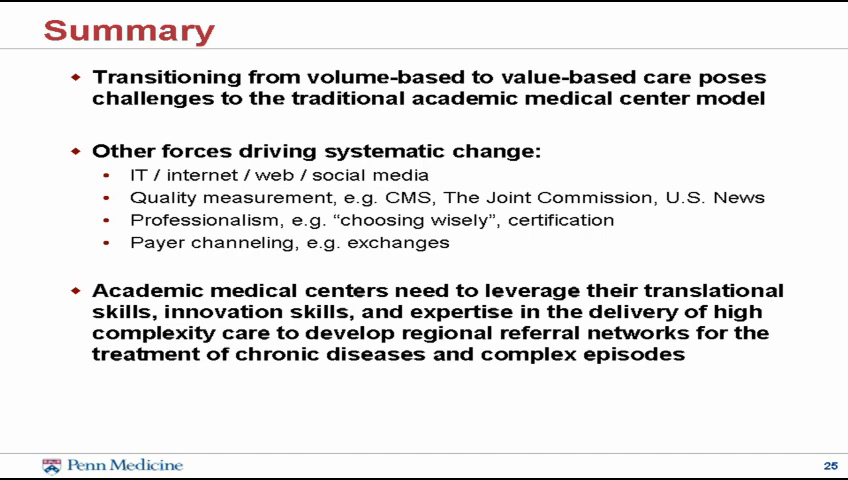 Summary
Transitioning from volume-based to value-based care poses
challenges to the traditional academic medical center model
Other forces driving systematic change:
IT / internet / web / social media
Quality measurement, e.g. CMS, The Joint Commission, U.S. News
Professionalism, e.g. “choosing wisely”, certification
Payer channeling, e.g. exchanges
Academic medical centers need to leverage their translational
skills, innovation skills, and expertise in the delivery of high
complexity care to develop regional referral networks for the
treatment of chronic diseases and complex episodes
Penn Medicine
25